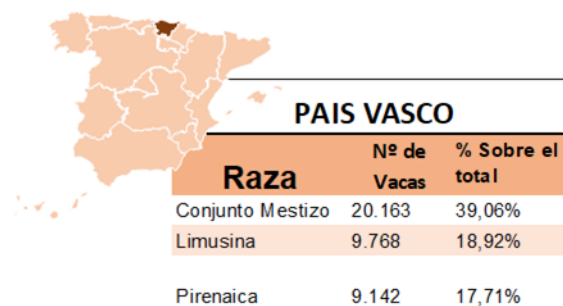 PAIS VASCO
Raza Nº de Vacas % Sobre el total
Conjunto Mestizo 20.163 39,06%
Limusina 9.768 18,92%
Pirenaica 9.142 17,71%